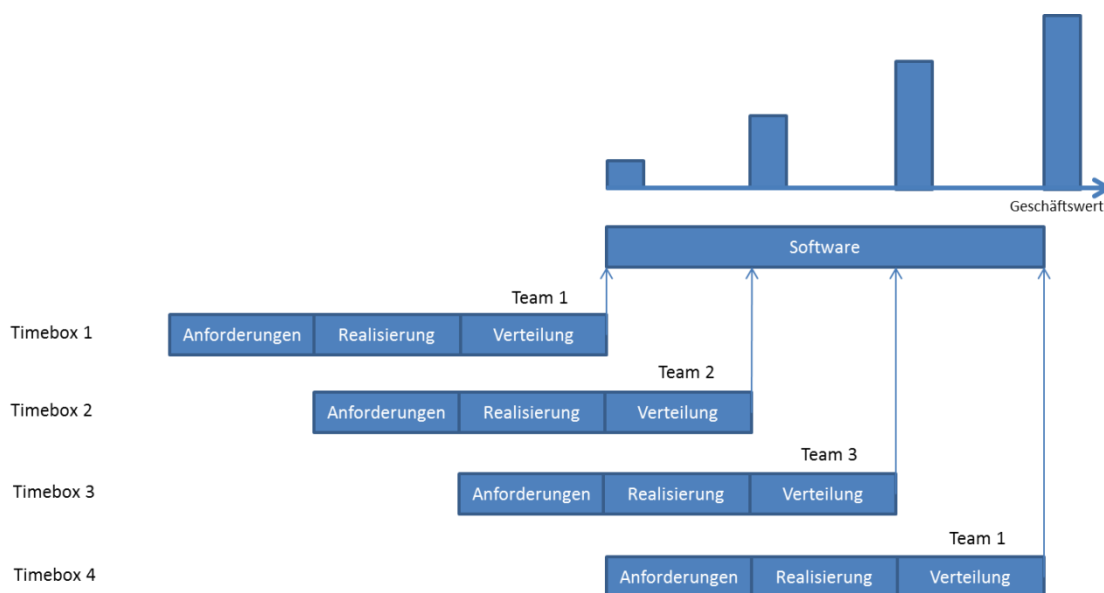 Geschäftswert
Software
Team 1
Timebox 1
Anforderungen Realisierung Verteilung
Team 2
Timebox 2
Anforderungen Realisierung Verteilung
Team 3
Timebox 3
Anforderungen Realisierung Verteilung
Team 1
Timebox 4
Anforderungen Realisierung Verteilung